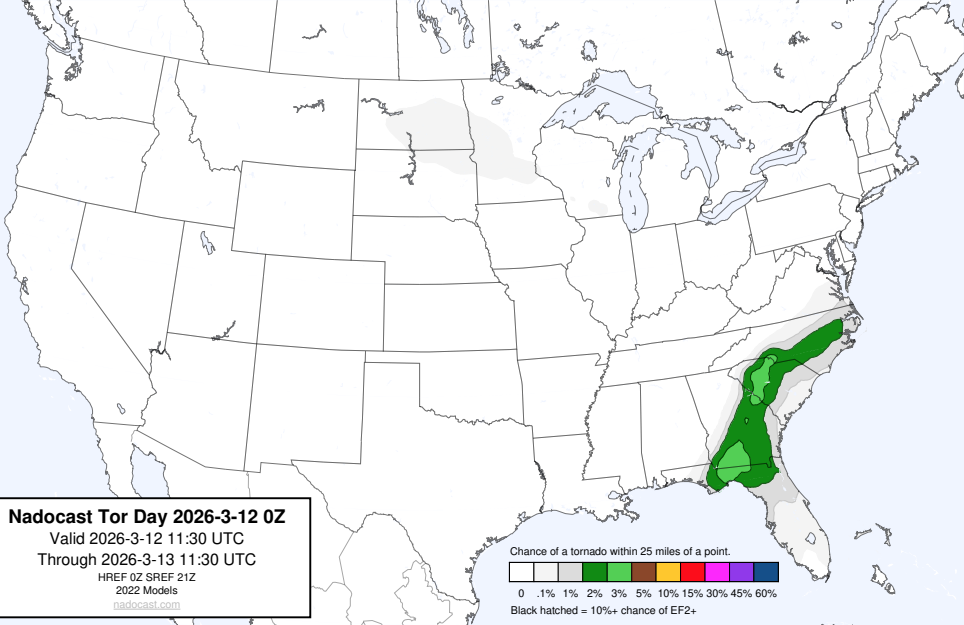 Nadocast Tor Day 2026-3-12 0Z
Valid 2026-3-12 11:30 UTC
Through 2026-3-13 11:30 UTC
HREF 0Z SREF 21Z
2022 Models
nadocast.com
Chance of a tornado within 25 miles of a point.
0 .1% 1% 2% 3% 5% 10% 15% 30% 45% 60%
Black hatched = 10%+ chance of EF2+